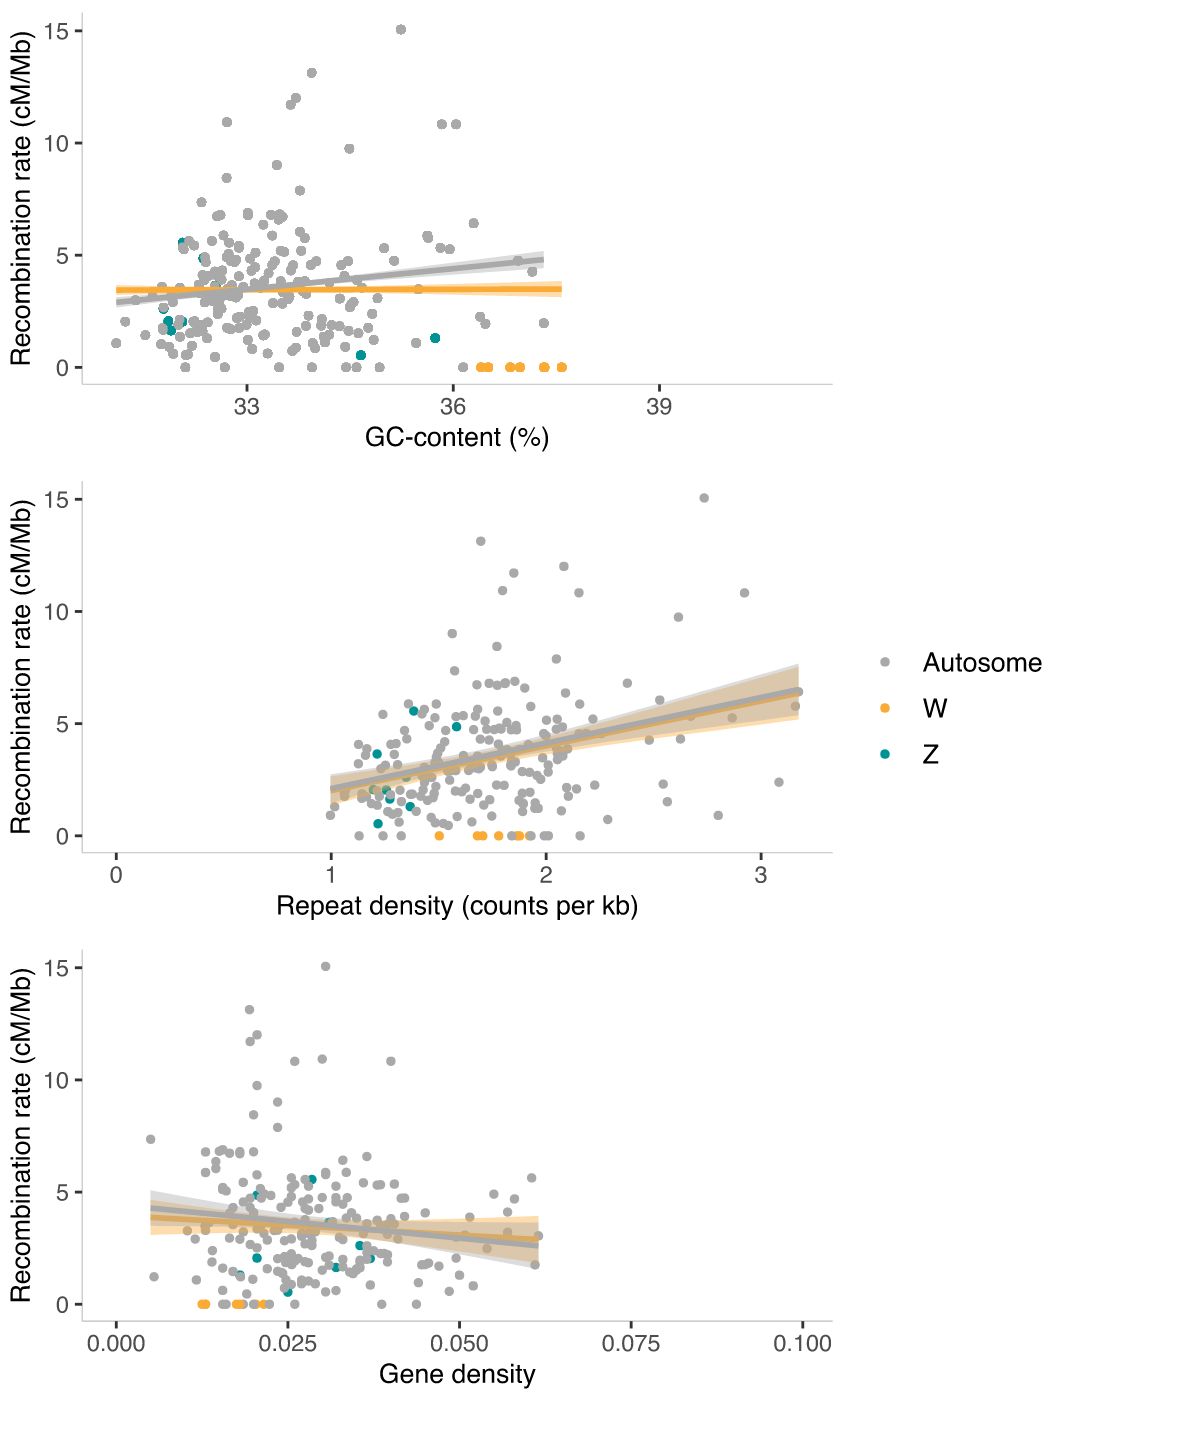 Recombination rate (cM/Mb)
15
10
5
0
33
36
39
GC-content (%)
Recombination rate (cM/Mb)
15
10
5
0
0
1
2
3
Repeat density (counts per kb)
Autosome
W
Z
Recombination rate (cM/Mb)
15
10
5
0
0.000
0.025
0.050
0.075
0.100
Gene density